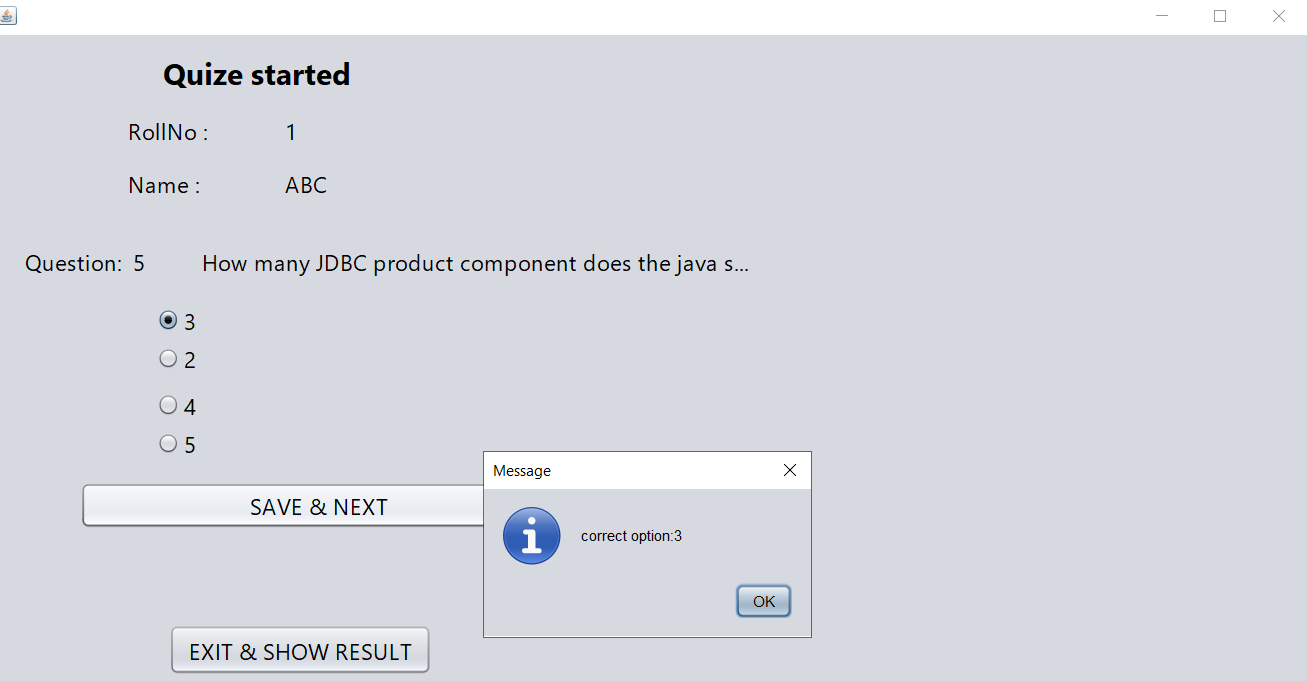 Quize started
RollNo : 1
Name : ABC
Question: 5 How many JDBC product component does the java s...
3
2
4
5
SAVE & NEXT
Message
correct option:3
OK
EXIT & SHOW RESULT